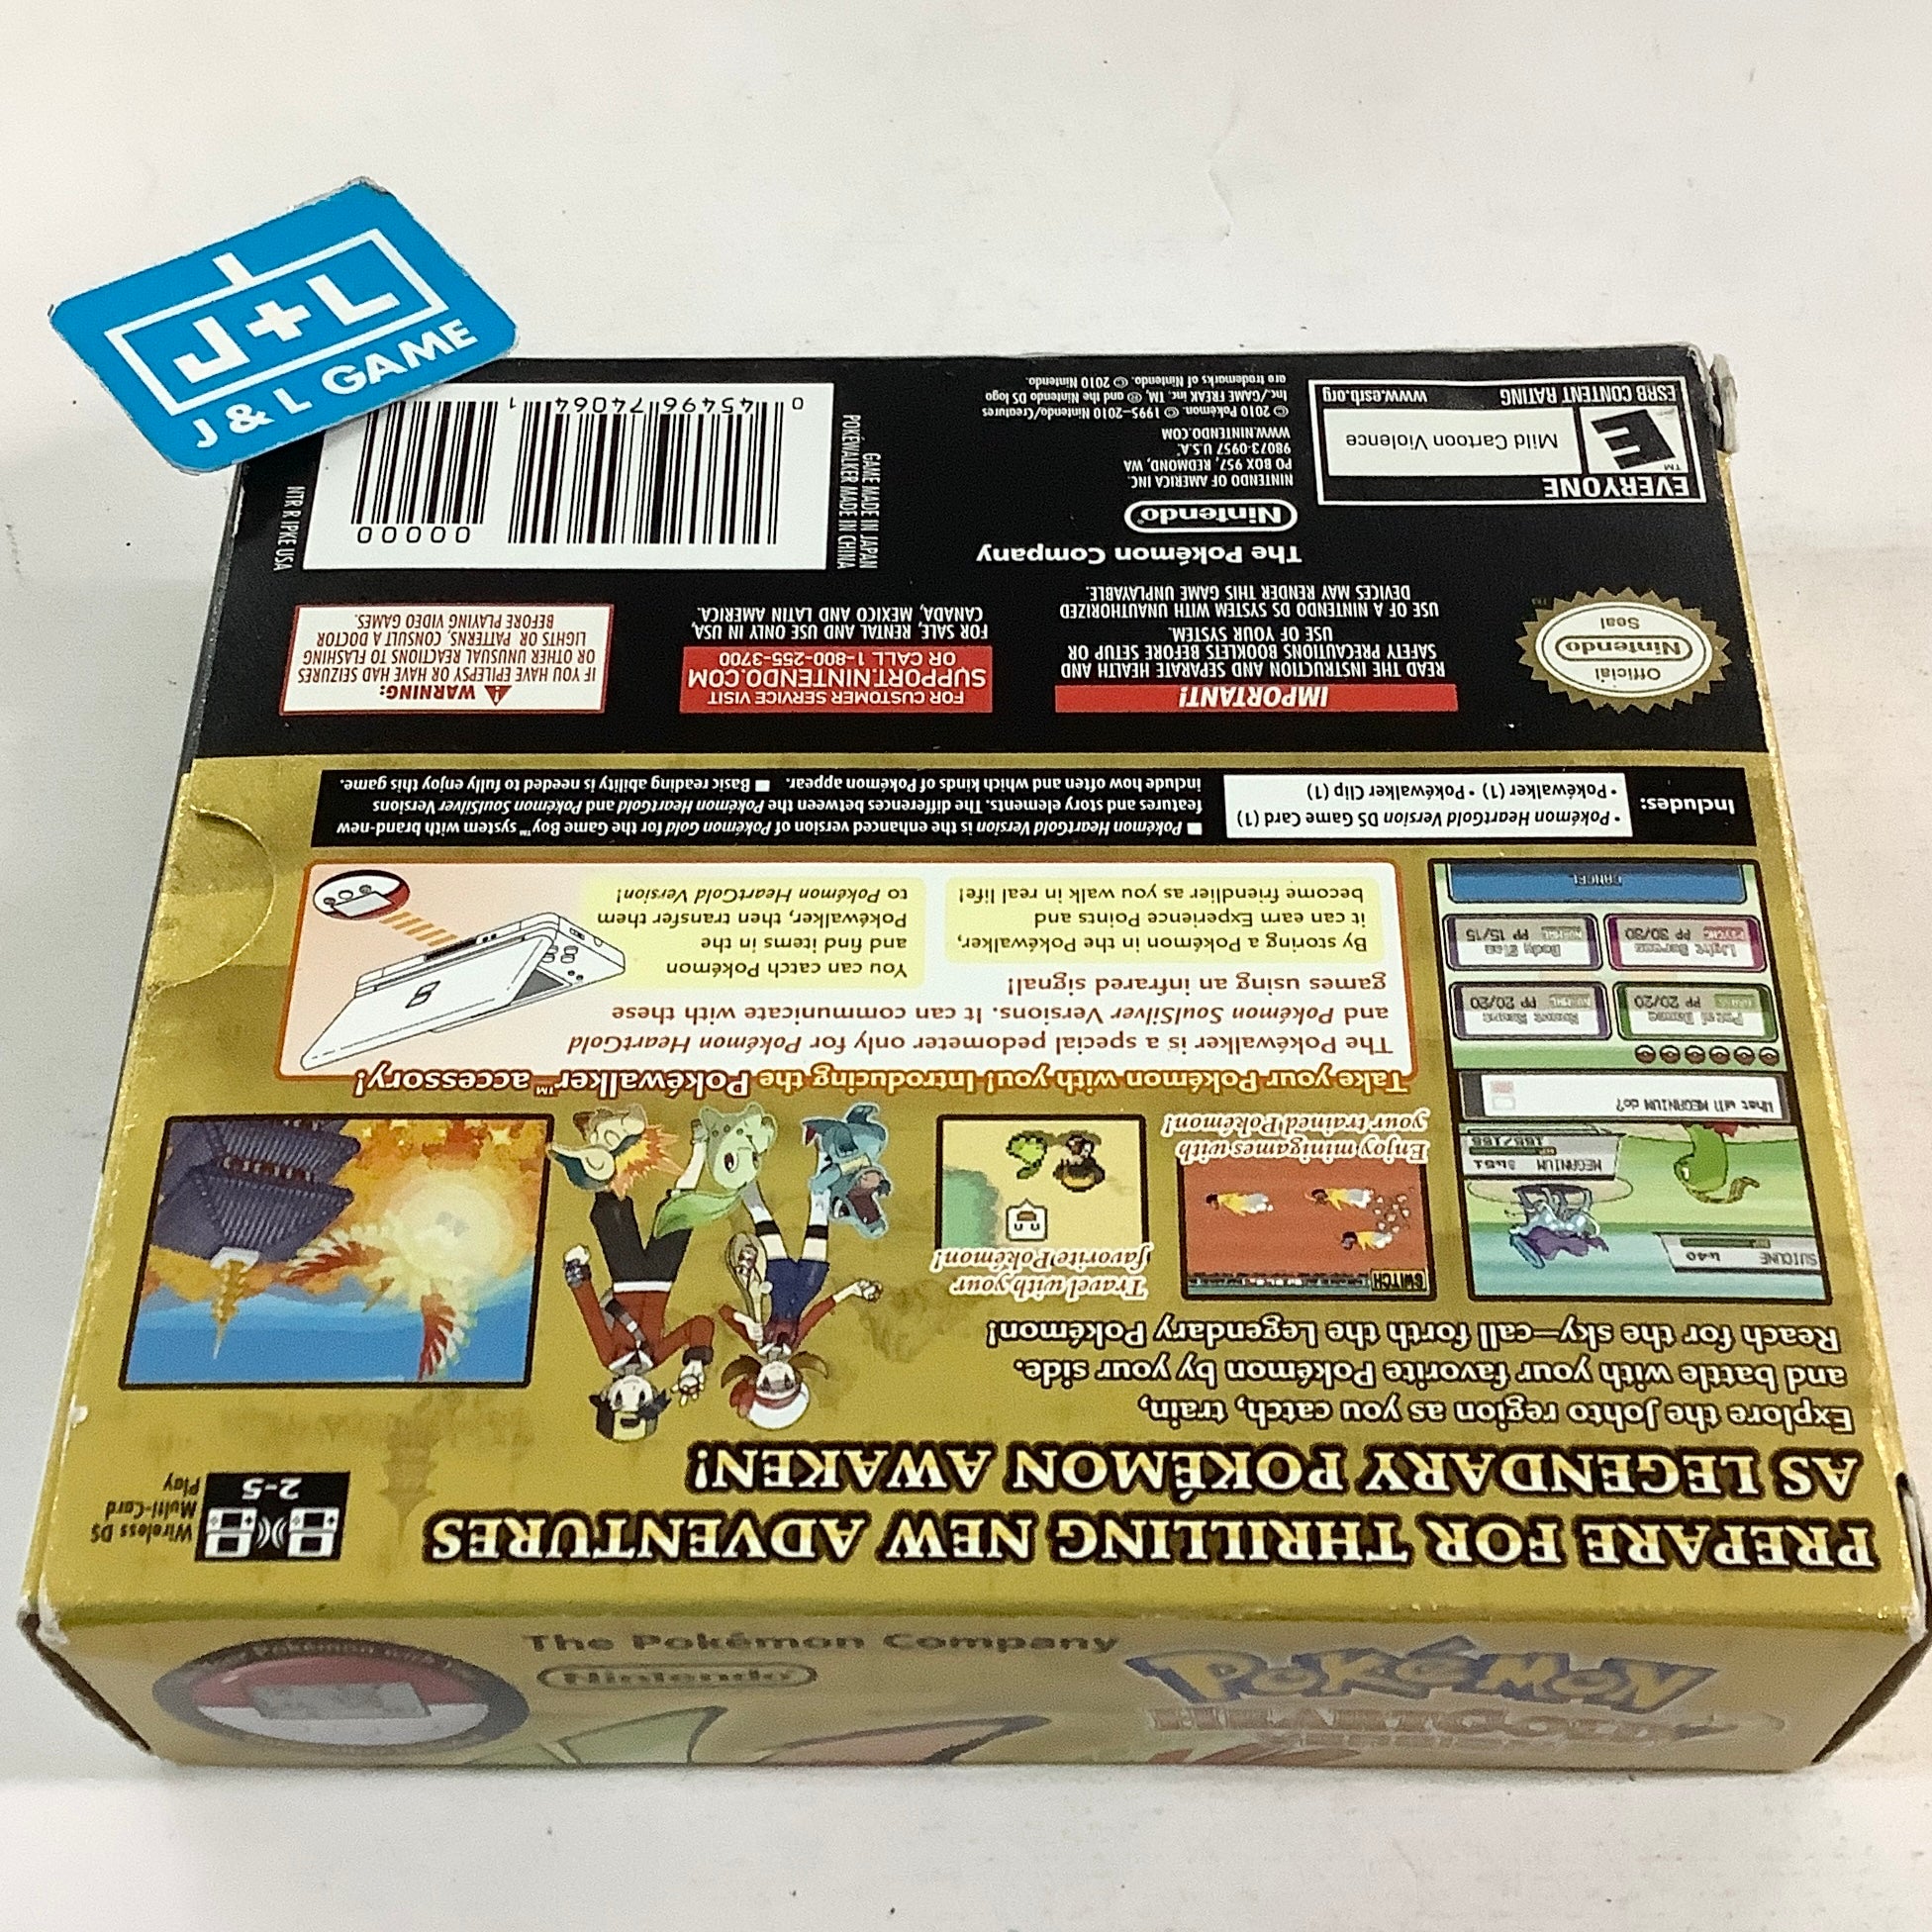 J+L
J & L GAME
PREPARE FOR THRILLING NEW ADVENTURES
AS LEGENDARY POKÉMON AWAKEN!
2-5
Wireless DS
Multi-Card
Play
Explore the Johto region as you catch, train,
and battle with your favorite Pokémon by your side.
Reach for the sky—call forth the Legendary Pokémon!
SUICUNE L40
MEGANIUM L51
What will MEGANIUM do?
Petal Dance
PP 20/20
PP 20/20
Light Screen
PSYCHC PP 30/30
Body Slam
NORMAL PP 15/15
CANCEL
SWITCH
Enjoy minigames with
your trained Pokémon!
Travel with your
favorite Pokémon!
Take your Pokémon with you! Introducing the Pokéwalker™ accessory!
The Pokéwalker is a special pedometer only for Pokémon HeartGold
and Pokémon SoulSilver Versions. It can communicate with these
games using an infrared signal!
By storing a Pokémon in the Pokéwalker,
it can earn Experience Points and
become friendlier as you walk in real life!
You can catch Pokémon
and find items in the
Pokéwalker, then transfer them
to Pokémon HeartGold Version!
Includes:
• Pokémon HeartGold Version DS Game Card (1)
• Pokéwalker (1) • Pokéwalker Clip (1)
■ Pokémon HeartGold Version is the enhanced version of Pokémon Gold for the Game Boy™ system with brand-new
features and story elements. The differences between the Pokémon HeartGold and Pokémon SoulSilver Versions
include how often and which kinds of Pokémon appear. ■ Basic reading ability is needed to fully enjoy this game.
Official
Nintendo
Seal
IMPORTANT!
READ THE INSTRUCTION AND SEPARATE HEALTH AND
SAFETY PRECAUTIONS BOOKLETS BEFORE SETUP OR
USE OF YOUR SYSTEM.
USE OF A NINTENDO DS SYSTEM WITH UNAUTHORIZED
DEVICES MAY RENDER THIS GAME UNPLAYABLE.
FOR CUSTOMER SERVICE VISIT
SUPPORT.NINTENDO.COM
OR CALL 1-800-255-3700
FOR SALE, RENTAL AND USE ONLY IN USA,
CANADA, MEXICO AND LATIN AMERICA.
WARNING:
IF YOU HAVE EPILEPSY OR HAVE HAD SEIZURES
OR OTHER UNUSUAL REACTIONS TO FLASHING
LIGHTS OR PATTERNS, CONSULT A DOCTOR
BEFORE PLAYING VIDEO GAMES.
EVERYONE
E
TM
Mild Cartoon Violence
ESRB CONTENT RATING www.esrb.org
The Pokémon Company
Nintendo®
NINTENDO OF AMERICA INC.
PO BOX 957, REDMOND, WA
98073-0957 U.S.A.
WWW.NINTENDO.COM
© 2010 Pokémon. © 1995–2010 Nintendo/Creatures
Inc./GAME FREAK inc. TM, ® and the Nintendo DS logo
are trademarks of Nintendo. © 2010 Nintendo.
GAME MADE IN JAPAN
POKÉWALKER MADE IN CHINA
00000
0 45496 74064 1
NTR R IPKE USA
The Pokémon Company
Nintendo
POKÉMON
HEARTGOLD
VERSION